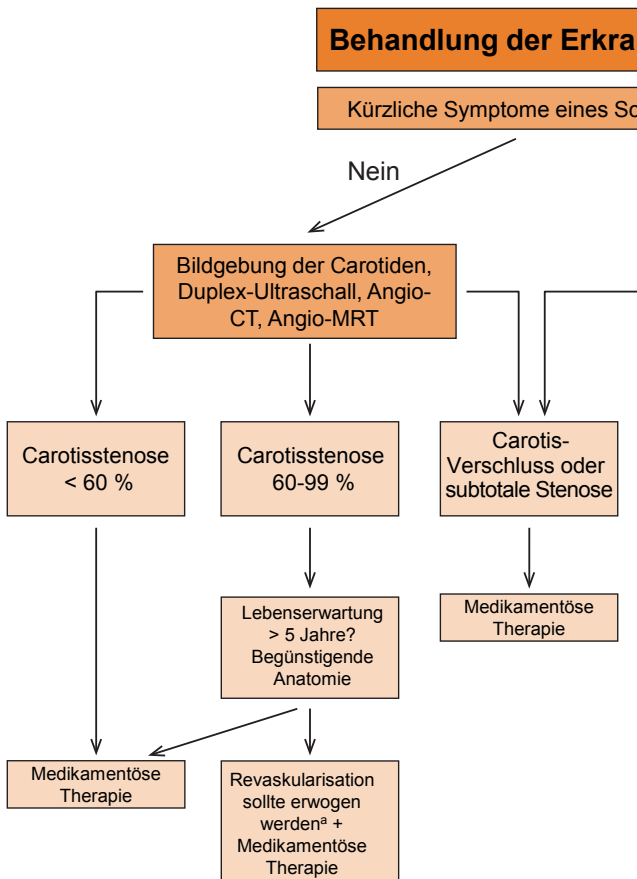 Behandlung der Erkra
Kürzliche Symptome eines Sc
Nein
Bildgebung der Carotiden,
Duplex-Ultraschall, Angio-
CT, Angio-MRT
Carotisstenose
< 60 %
Carotisstenose
60-99 %
Carotis-
Verschluss oder
subtotale Stenose
Lebenserwartung
> 5 Jahre?
Begünstigende
Anatomie
Medikamentöse
Therapie
Medikamentöse
Therapie
Revaskularisation
sollte erwogen
werdenª +
Medikamentöse
Therapie